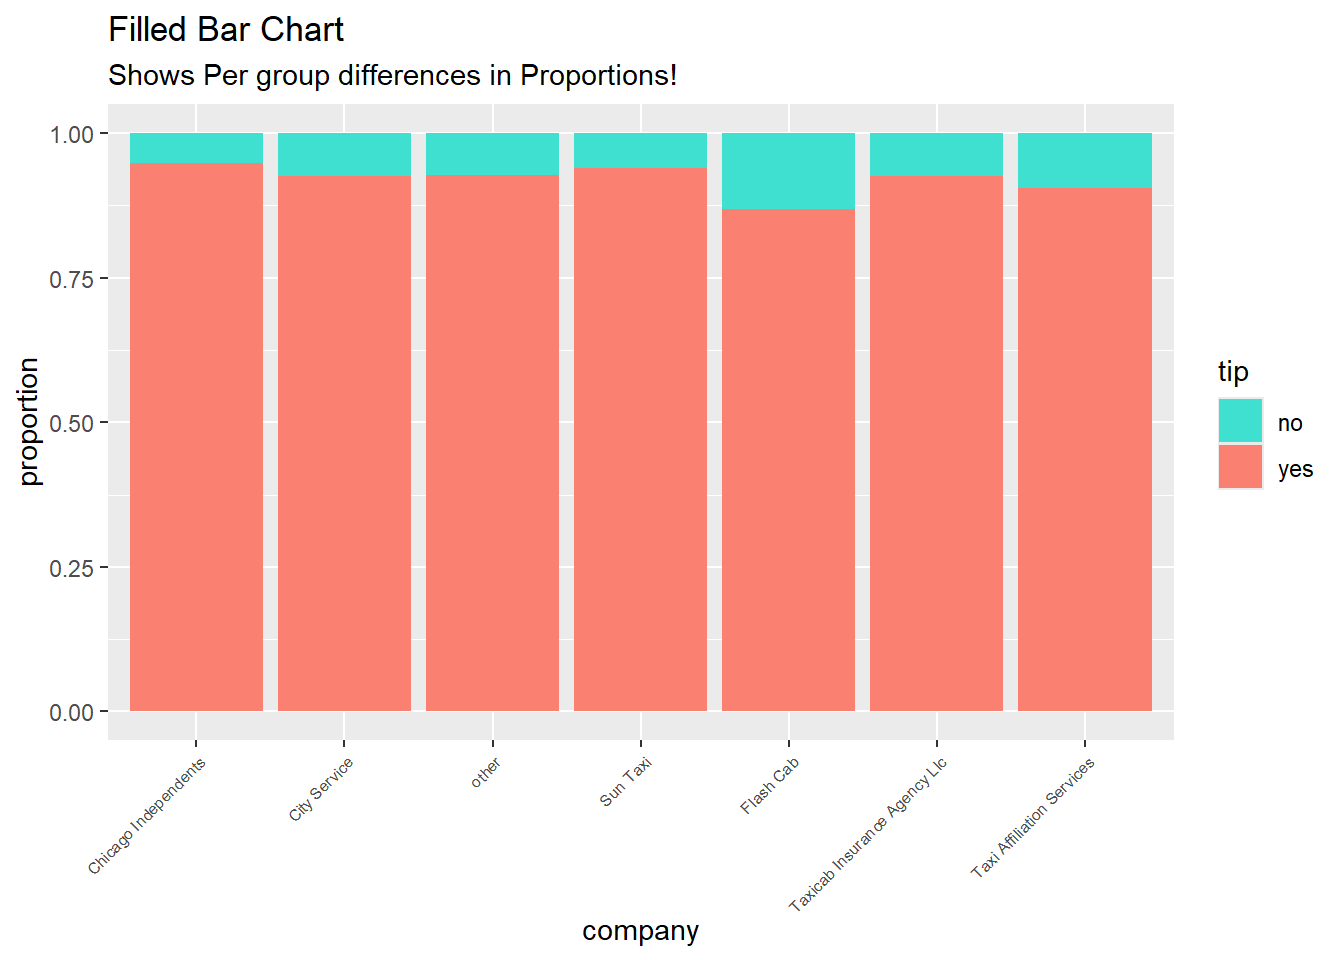 Filled Bar Chart
Shows Per group differences in Proportions!
1.00
0.75
0.50
0.25
0.00
proportion
Chicago Independents
City Service
other
Sun Taxi
Flash Cab
Taxicab Insurance Agency Llc
Taxi Affiliation Services
company
tip
no
yes